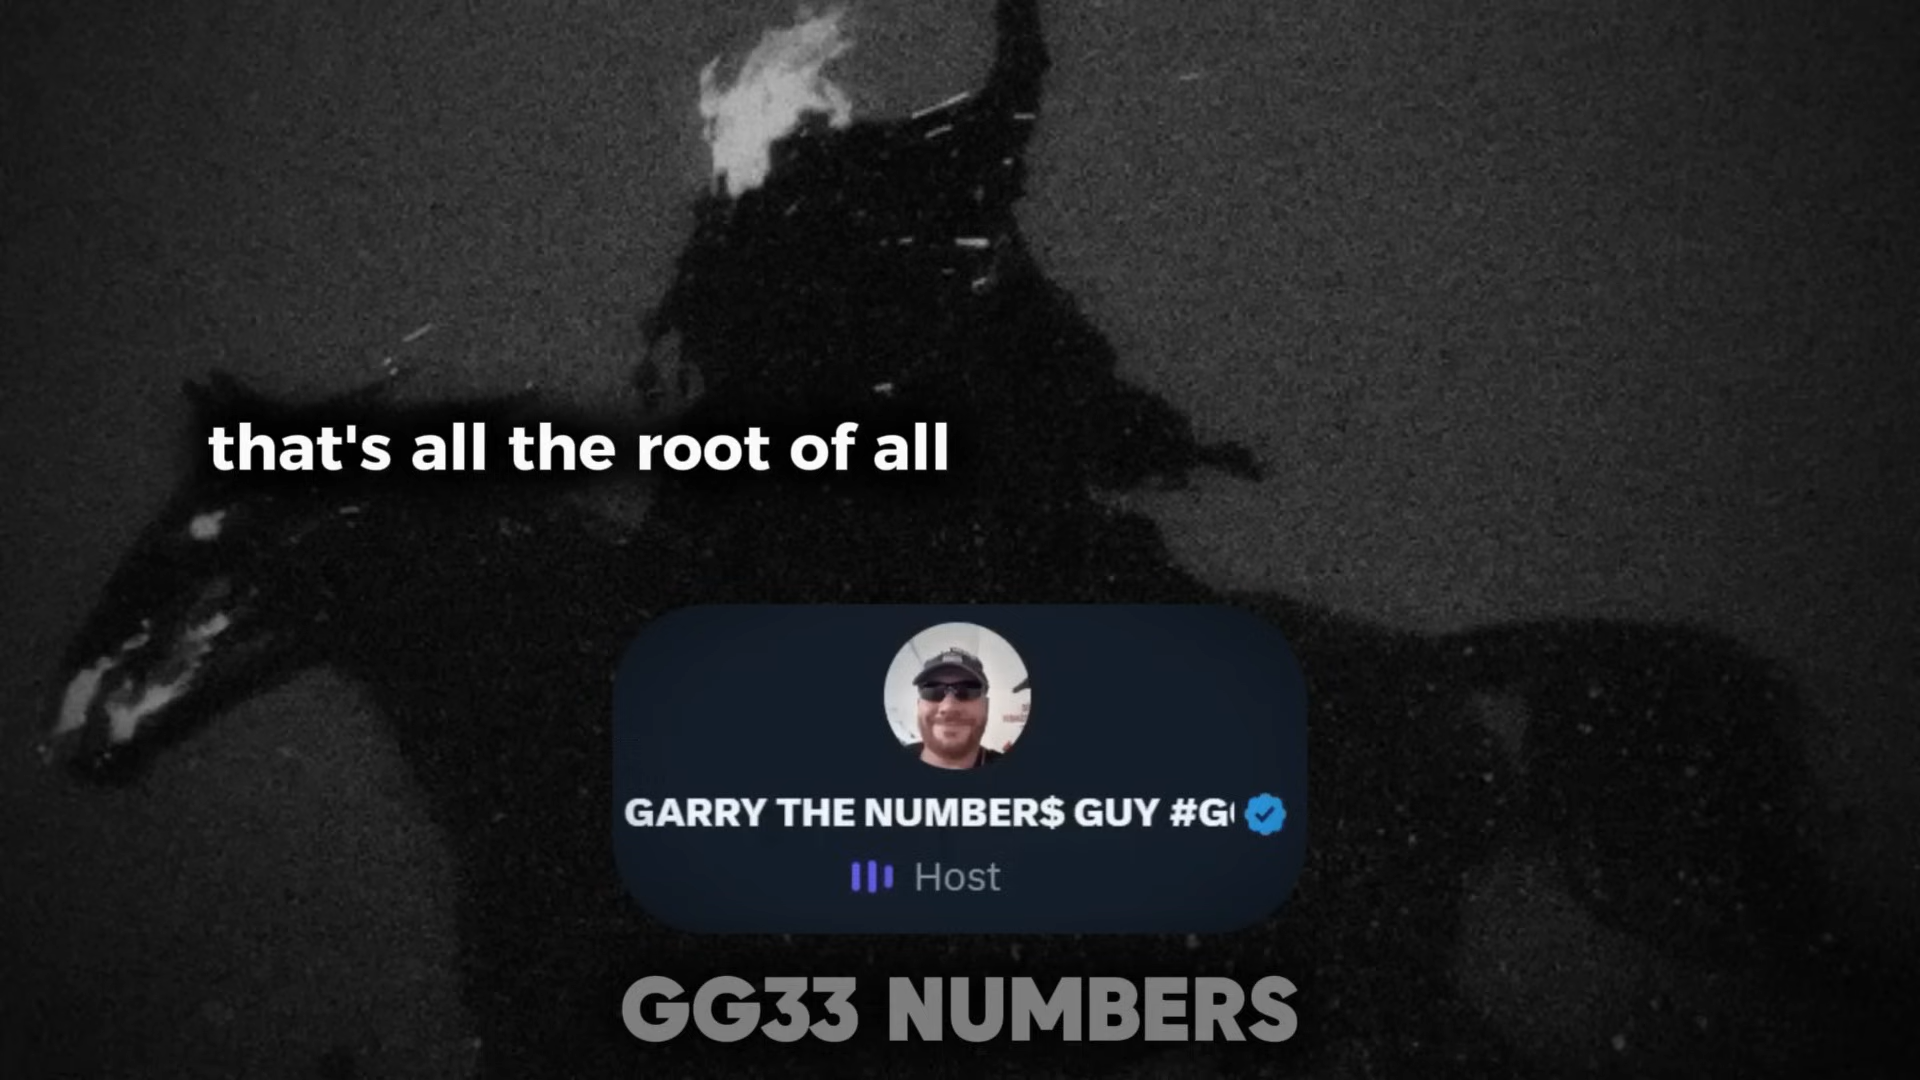 that's all the root of all
GARRY THE NUMBER$ GUY #G
Host
GG33 NUMBERS